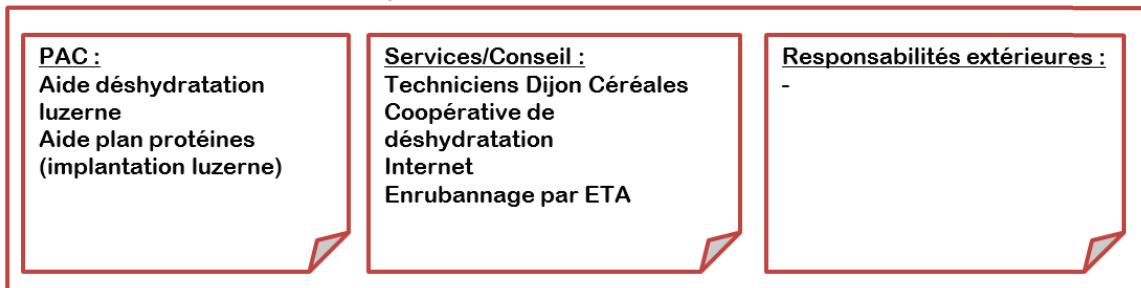 PAC :
Aide déshydratation
luzerne
Aide plan protéines
(implantation luzerne)
Services/Conseil :
Techniciens Dijon Céréales
Coopérative de
déshydratation
Internet
Enrubannage par ETA
Responsabilités extérieures :
-